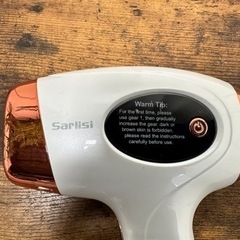 Sarlisi
Warm Tip:
For the first time, please
use gear 1, then gradually
increase the gear. dark or
brown skin is forbidden.
please read the instructions
carefully before use.